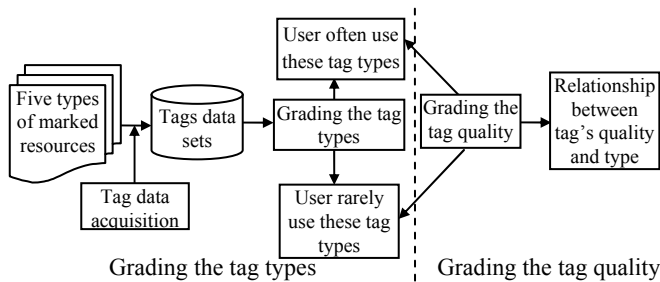 Five types
of marked
resources
Tag data
acquisition
Tags data
sets
User often use
these tag types
Grading the tag
types
User rarely
use these tag
types
Grading the
tag quality
Relationship
between
tag's quality
and type
Grading the tag types
Grading the tag quality